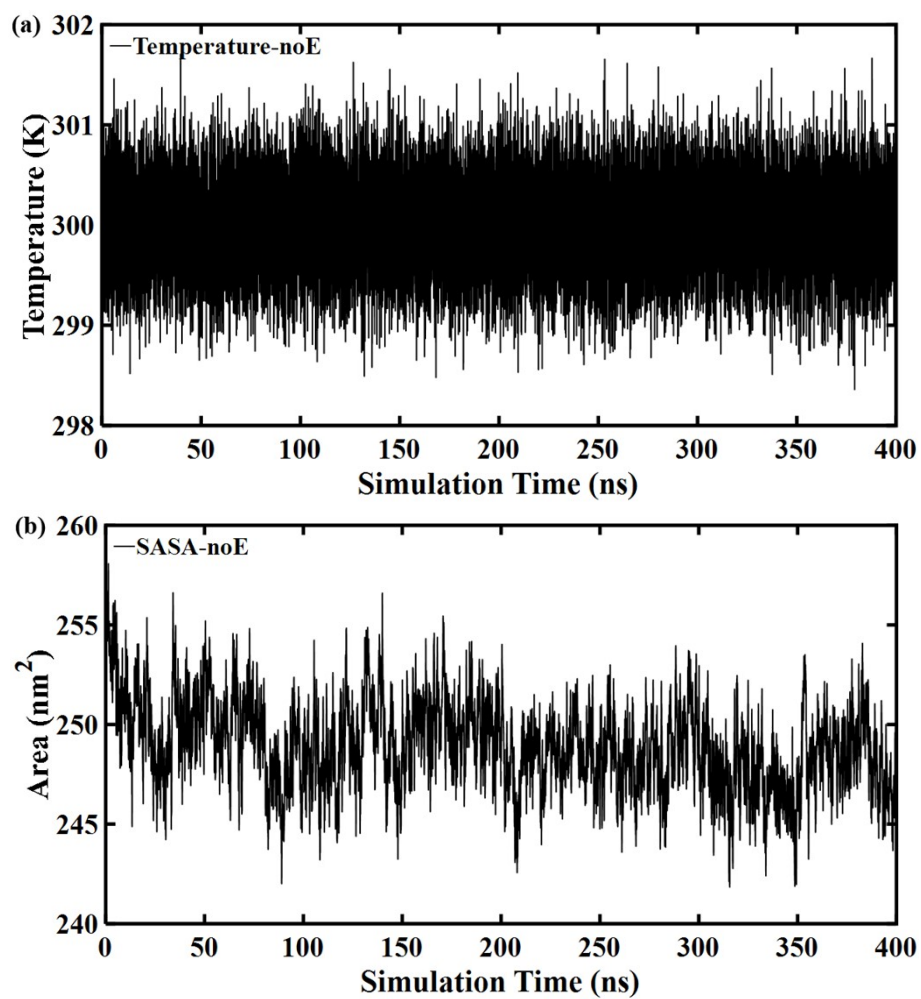 (a)
302
—Temperature-noE
301
300
299
298
Temperature (K)
0 50 100 150 200 250 300 350 400
Simulation Time (ns)
(b)
260
—SASA-noE
255
250
245
240
Area (nm²)
0 50 100 150 200 250 300 350 400
Simulation Time (ns)